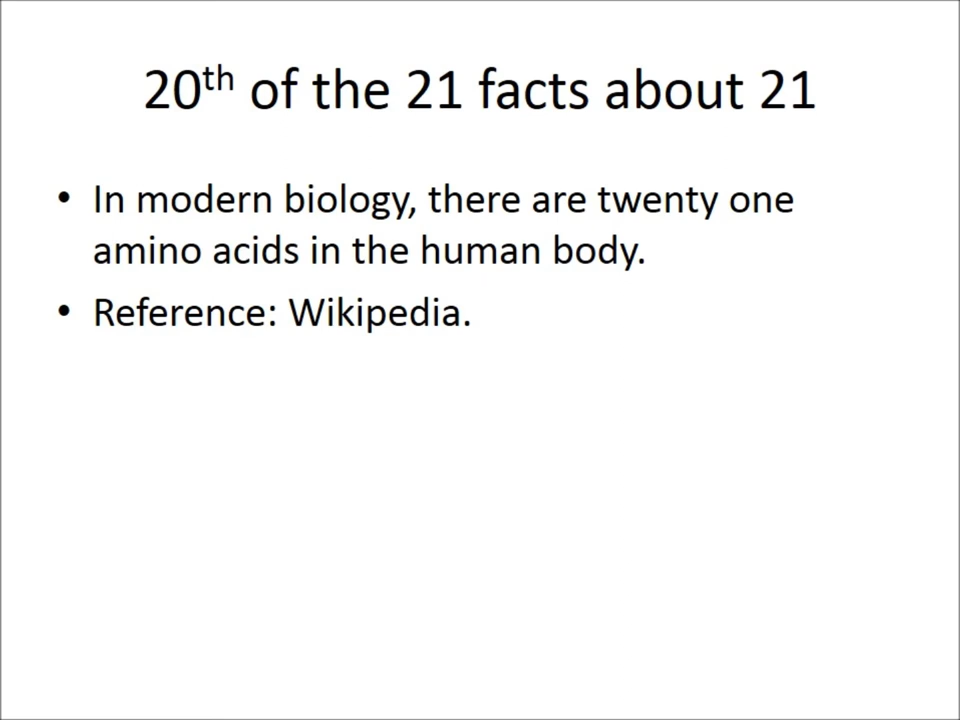 20th of the 21 facts about 21
• In modern biology, there are twenty one
amino acids in the human body.
• Reference: Wikipedia.